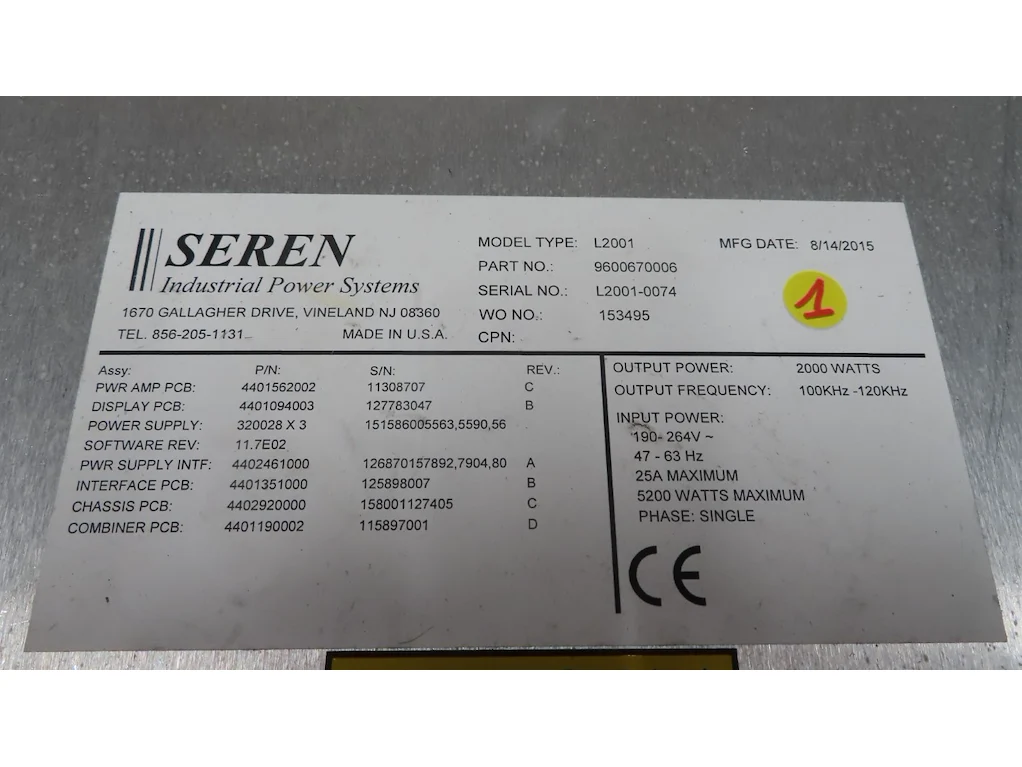 SEREN
Industrial Power Systems
1670 GALLAGHER DRIVE, VINELAND NJ 08360
TEL. 856-205-1131 MADE IN U.S.A.
MODEL TYPE: L2001 MFG DATE: 8/14/2015
PART NO.: 9600670006
SERIAL NO.: L2001-0074
WO NO.: 153495
CPN:
1
Assy: P/N: S/N: REV.:
PWR AMP PCB: 4401562002 11308707 C
DISPLAY PCB: 4401094003 127783047 B
POWER SUPPLY: 320028 X 3 151586005563,5590,56
SOFTWARE REV: 11.7E02
PWR SUPPLY INTF: 4402461000 126870157892,7904,80 A
INTERFACE PCB: 4401351000 125898007 B
CHASSIS PCB: 4402920000 158001127405 C
COMBINER PCB: 4401190002 115897001 D
OUTPUT POWER: 2000 WATTS
OUTPUT FREQUENCY: 100KHz -120KHz
INPUT POWER:
190- 264V ~
47 - 63 Hz
25A MAXIMUM
5200 WATTS MAXIMUM
PHASE: SINGLE
CE